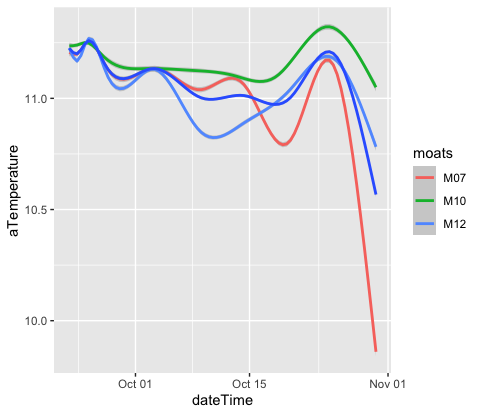 11.0
10.5
10.0
aTemperature
Oct 01
Oct 15
Nov 01
dateTime
moats
M07
M10
M12